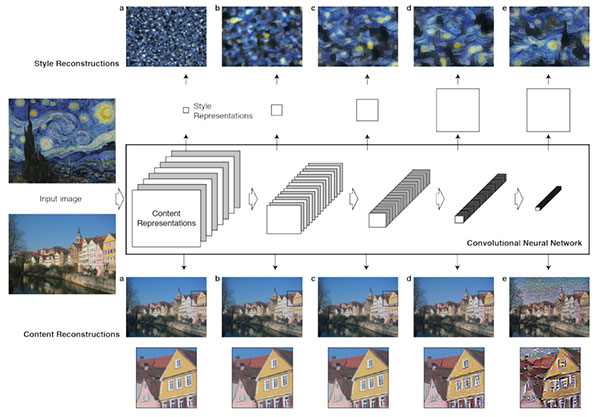 a b c d e
Style Reconstructions
Style
Representations
Input image
Content
Representations
Convolutional Neural Network
a b c d e
Content Reconstructions